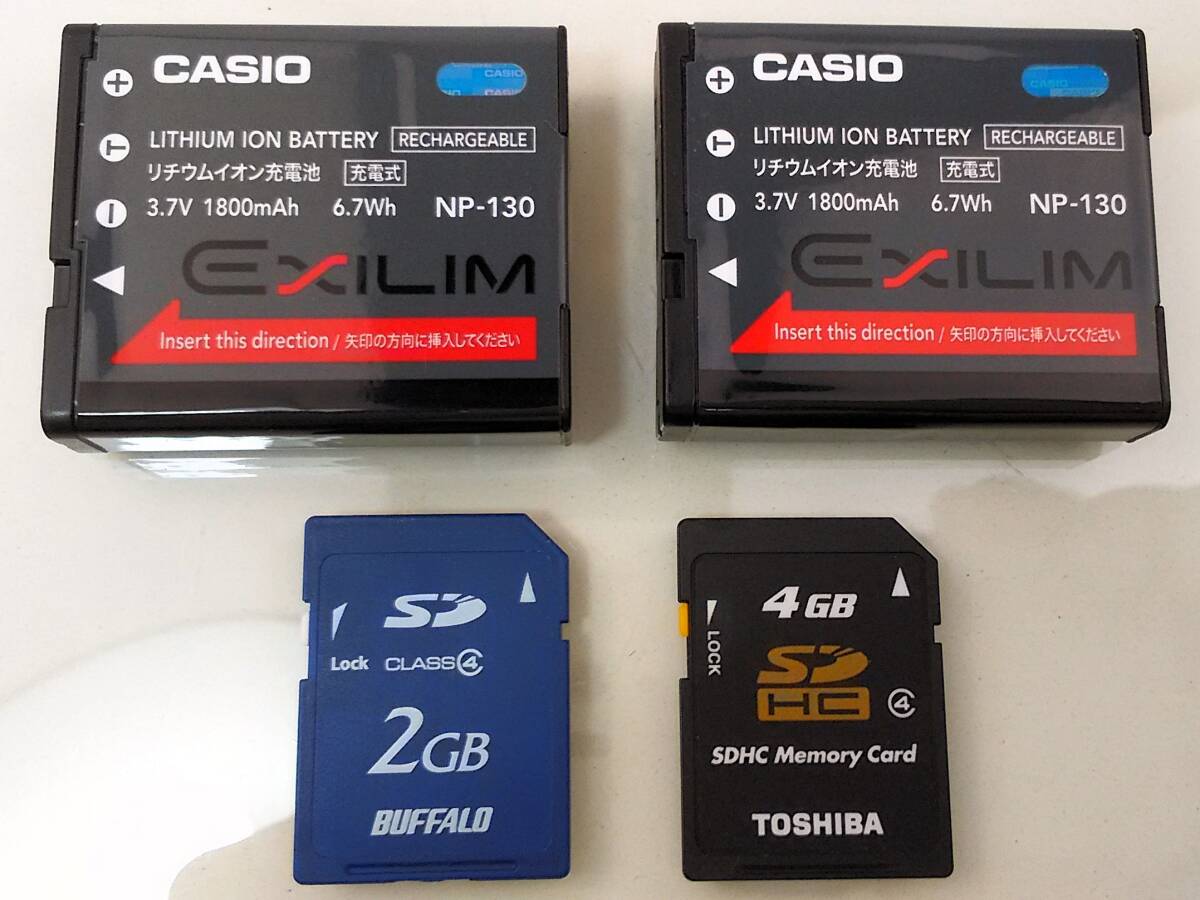 CASIO
CASIO
LITHIUM ION BATTERY RECHARGEABLE
リチウムイオン充電池 充電式
3.7V 1800mAh 6.7Wh NP-130
EXILIM
Insert this direction / 矢印の方向に挿入してください
CASIO
CASIO
LITHIUM ION BATTERY RECHARGEABLE
リチウムイオン充電池 充電式
3.7V 1800mAh 6.7Wh NP-130
EXILIM
Insert this direction / 矢印の方向に挿入してください
SD
Lock CLASS4
2GB
BUFFALO
4GB
LOCK
SD
HC 4
SDHC Memory Card
TOSHIBA